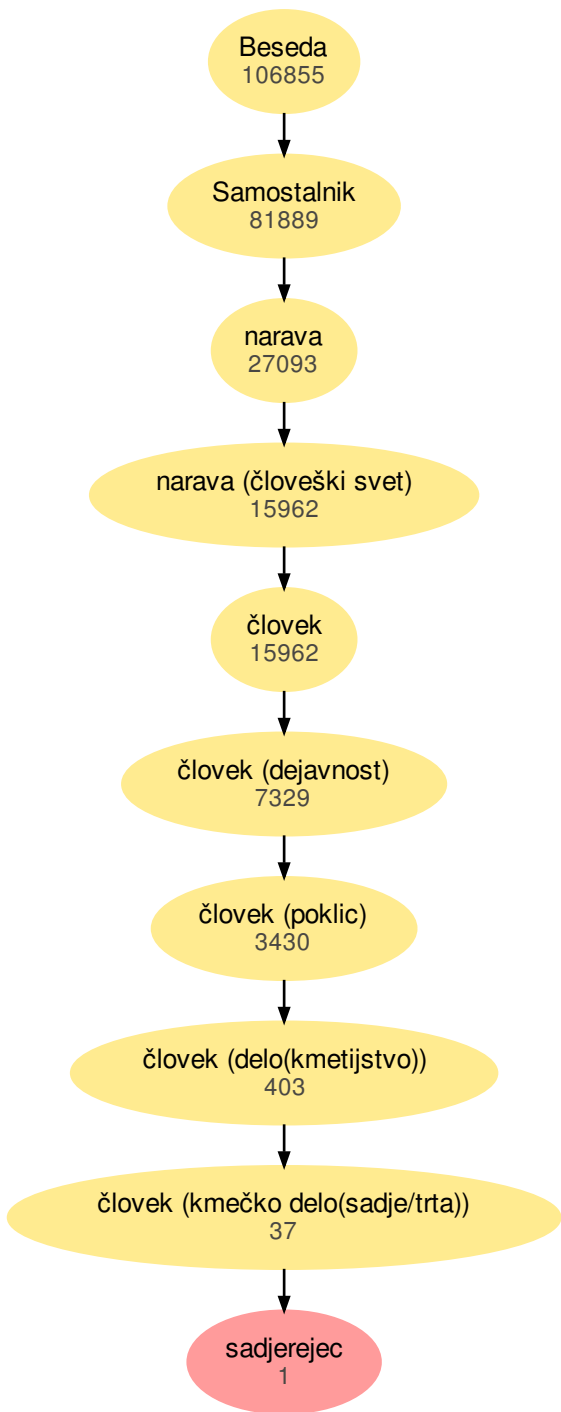 Beseda
106855
Samostalnik
81889
narava
27093
narava (človeški svet)
15962
človek
15962
človek (dejavnost)
7329
človek (poklic)
3430
človek (delo(kmetijstvo))
403
človek (kmečko delo(sadje/trta))
37
sadjerejec
1